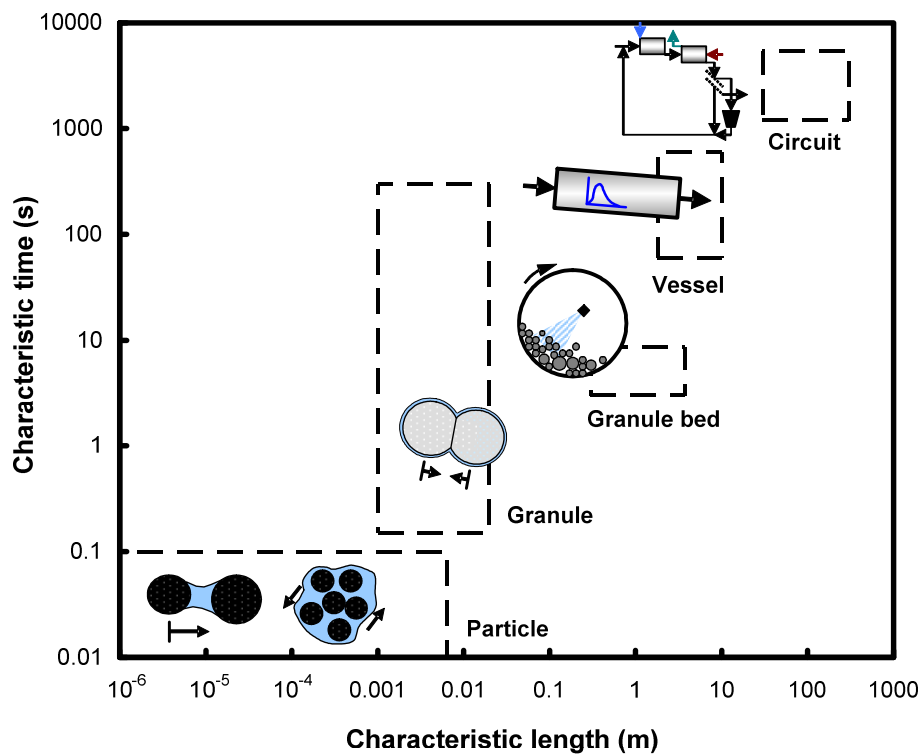 10000
1000
100
10
1
0.1
0.01
Characteristic time (s)
Circuit
Vessel
Granule bed
Granule
Particle
10⁻⁶ 10⁻⁵ 10⁻⁴ 0.001 0.01 0.1 1 10 100 1000
Characteristic length (m)